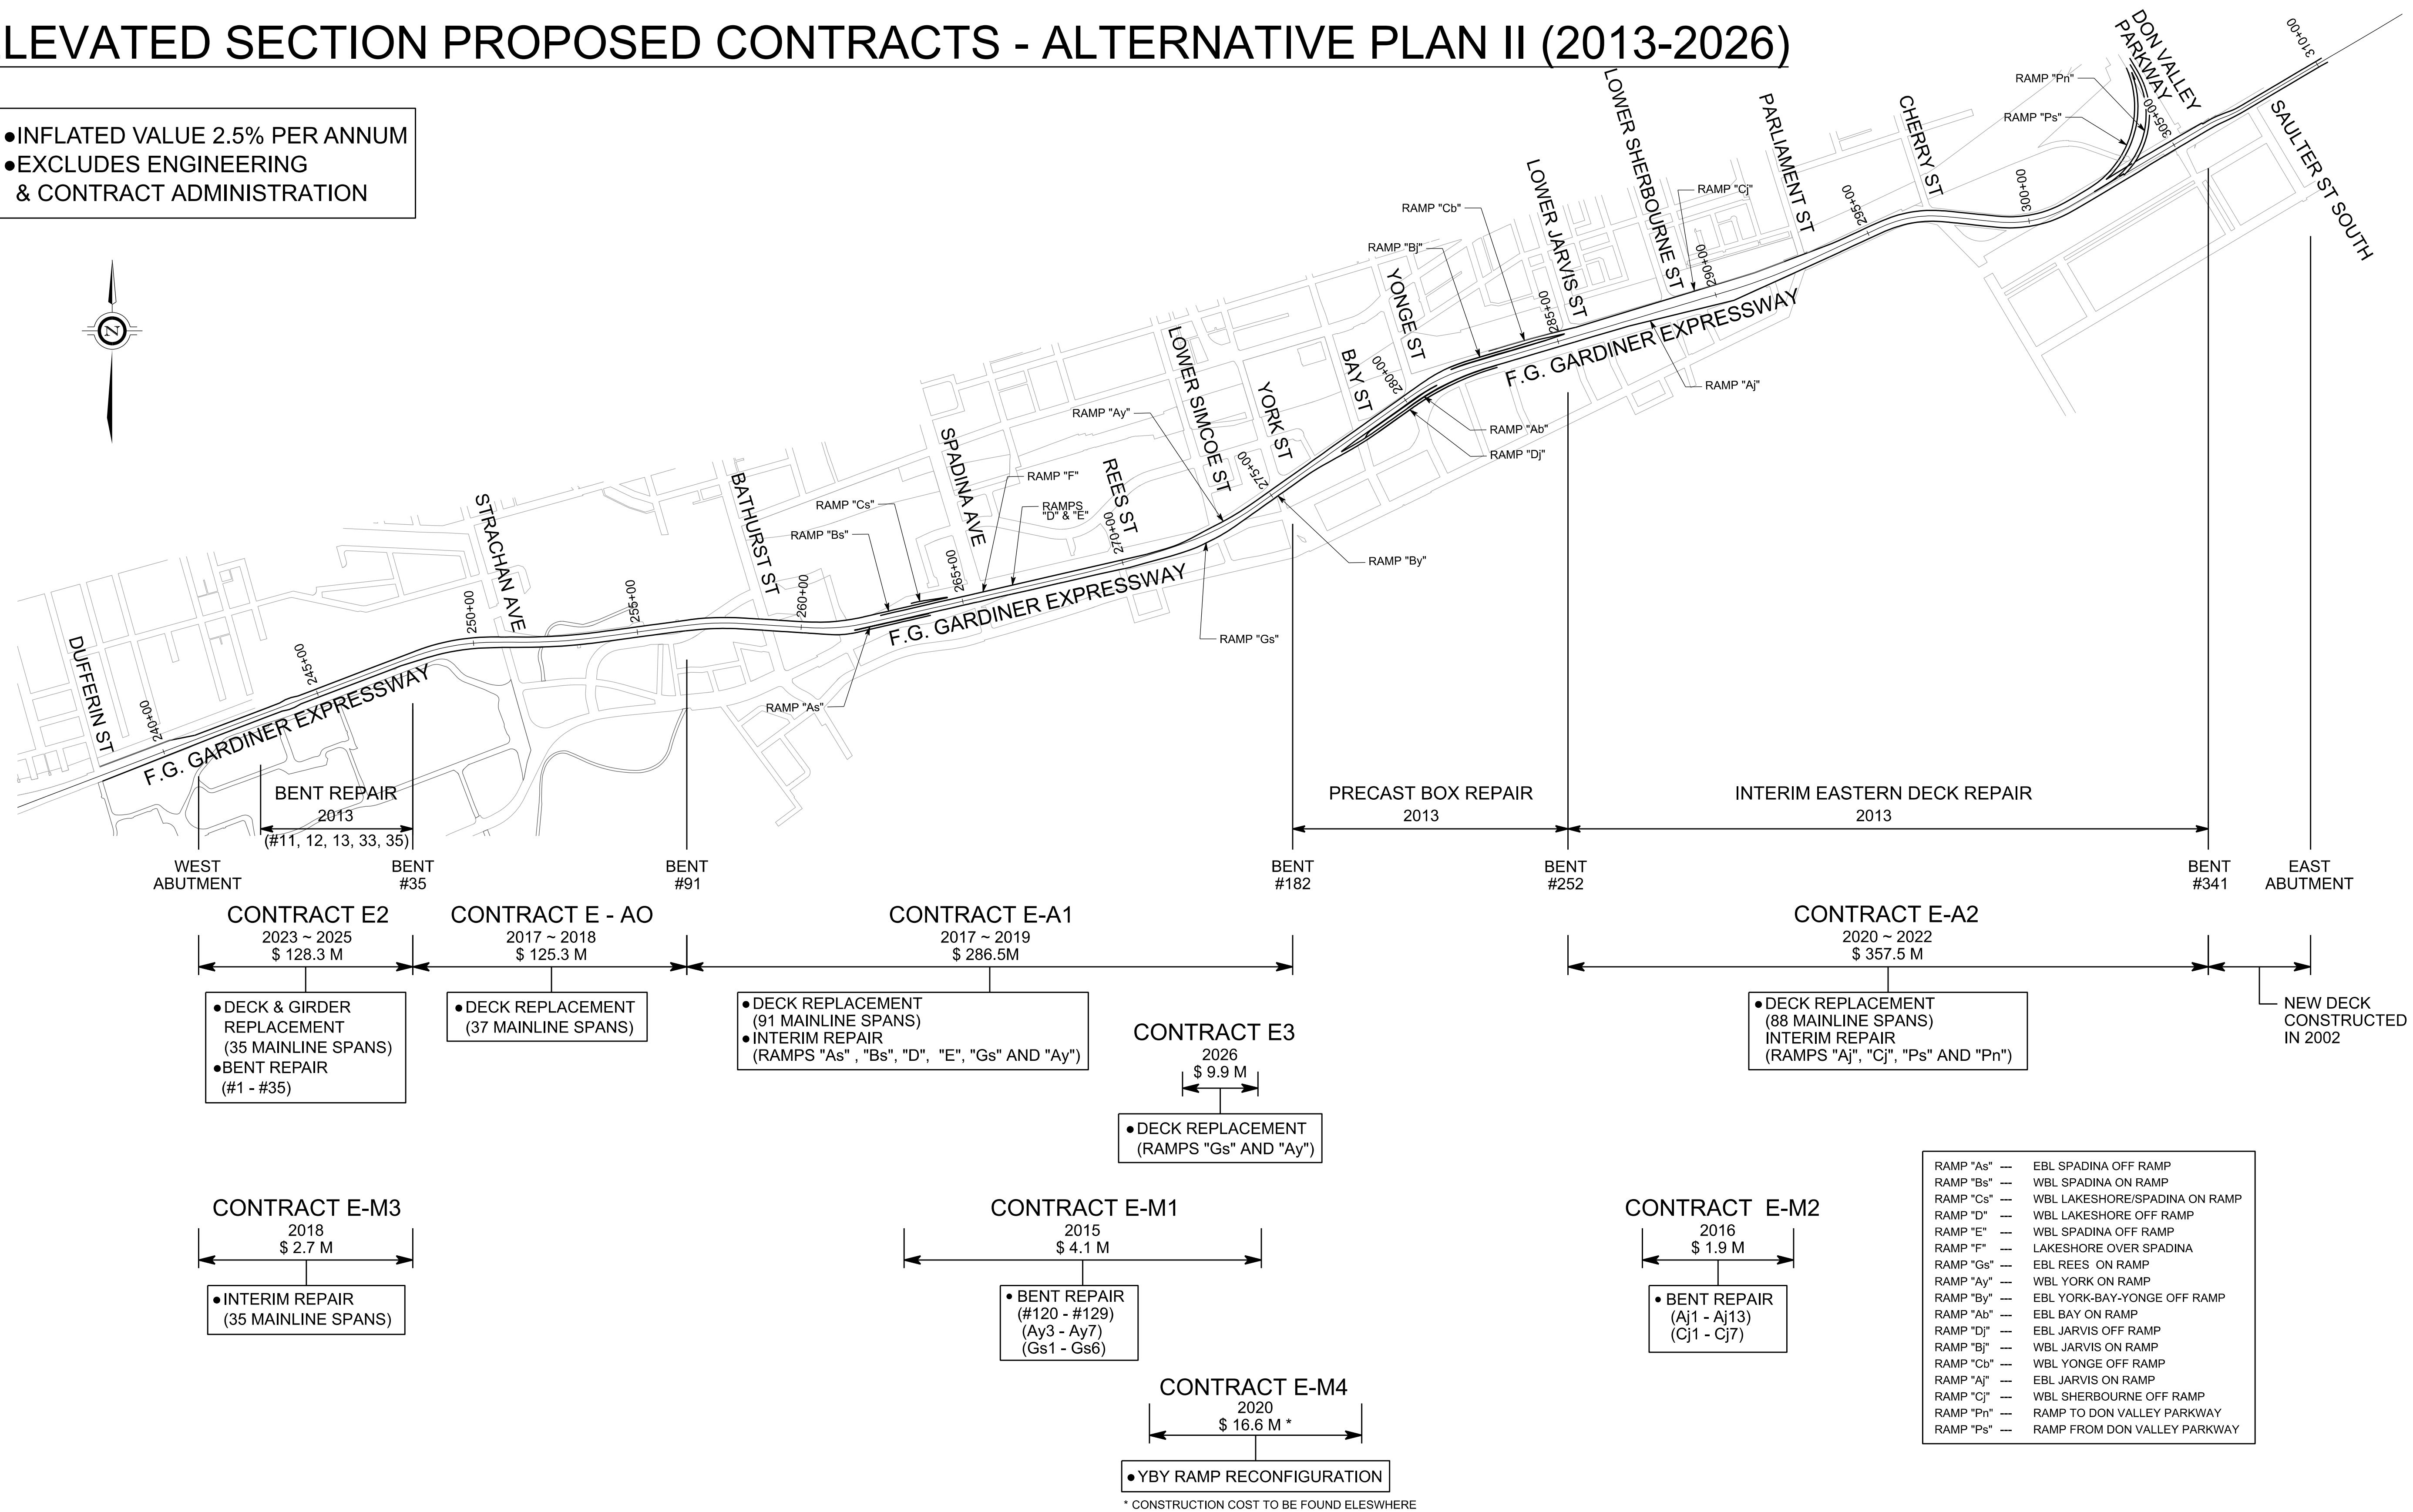 LEVATED SECTION PROPOSED CONTRACTS - ALTERNATIVE PLAN II (2013-2026)
●INFLATED VALUE 2.5% PER ANNUM
●EXCLUDES ENGINEERING
& CONTRACT ADMINISTRATION
N
DUFFERIN ST
STRACHAN AVE
BATHURST ST
SPADINA AVE
REES ST
LOWER SIMCOE ST
YORK ST
BAY ST
YONGE ST
LOWER JARVIS ST
LOWER SHERBOURNE ST
PARLIAMENT ST
CHERRY ST
DON VALLEY
PARKWAY
SAULTER ST SOUTH
240+00
245+00
250+00
255+00
260+00
265+00
270+00
275+00
280+00
285+00
290+00
295+00
300+00
305+00
310+00
F.G. GARDINER EXPRESSWAY
F.G. GARDINER EXPRESSWAY
F.G. GARDINER EXPRESSWAY
RAMP "As"
RAMP "Bs"
RAMP "Cs"
RAMP "F"
RAMPS
"D" & "E"
RAMP "Ay"
RAMP "Gs"
RAMP "By"
RAMP "Ab"
RAMP "Dj"
RAMP "Bj"
RAMP "Cb"
RAMP "Cj"
RAMP "Aj"
RAMP "Pn"
RAMP "Ps"
BENT REPAIR
2013
(#11, 12, 13, 33, 35)
PRECAST BOX REPAIR
2013
INTERIM EASTERN DECK REPAIR
2013
WEST
ABUTMENT
BENT
#35
BENT
#91
BENT
#182
BENT
#252
BENT
#341
EAST
ABUTMENT
CONTRACT E2
2023 ~ 2025
$ 128.3 M
●DECK & GIRDER
REPLACEMENT
(35 MAINLINE SPANS)
●BENT REPAIR
(#1 - #35)
CONTRACT E - AO
2017 ~ 2018
$ 125.3 M
●DECK REPLACEMENT
(37 MAINLINE SPANS)
CONTRACT E-A1
2017 ~ 2019
$ 286.5M
●DECK REPLACEMENT
(91 MAINLINE SPANS)
●INTERIM REPAIR
(RAMPS "As" , "Bs", "D", "E", "Gs" AND "Ay")
CONTRACT E3
2026
$ 9.9 M
●DECK REPLACEMENT
(RAMPS "Gs" AND "Ay")
CONTRACT E-A2
2020 ~ 2022
$ 357.5 M
●DECK REPLACEMENT
(88 MAINLINE SPANS)
INTERIM REPAIR
(RAMPS "Aj", "Cj", "Ps" AND "Pn")
NEW DECK
CONSTRUCTED
IN 2002
CONTRACT E-M3
2018
$ 2.7 M
●INTERIM REPAIR
(35 MAINLINE SPANS)
CONTRACT E-M1
2015
$ 4.1 M
● BENT REPAIR
(#120 - #129)
(Ay3 - Ay7)
(Gs1 - Gs6)
CONTRACT E-M2
2016
$ 1.9 M
● BENT REPAIR
(Aj1 - Aj13)
(Cj1 - Cj7)
CONTRACT E-M4
2020
$ 16.6 M *
●YBY RAMP RECONFIGURATION
* CONSTRUCTION COST TO BE FOUND ELESWHERE
RAMP "As" --- EBL SPADINA OFF RAMP
RAMP "Bs" --- WBL SPADINA ON RAMP
RAMP "Cs" --- WBL LAKESHORE/SPADINA ON RAMP
RAMP "D" --- WBL LAKESHORE OFF RAMP
RAMP "E" --- WBL SPADINA OFF RAMP
RAMP "F" --- LAKESHORE OVER SPADINA
RAMP "Gs" --- EBL REES ON RAMP
RAMP "Ay" --- WBL YORK ON RAMP
RAMP "By" --- EBL YORK-BAY-YONGE OFF RAMP
RAMP "Ab" --- EBL BAY ON RAMP
RAMP "Dj" --- EBL JARVIS OFF RAMP
RAMP "Bj" --- WBL JARVIS ON RAMP
RAMP "Cb" --- WBL YONGE OFF RAMP
RAMP "Aj" --- EBL JARVIS ON RAMP
RAMP "Cj" --- WBL SHERBOURNE OFF RAMP
RAMP "Pn" --- RAMP TO DON VALLEY PARKWAY
RAMP "Ps" --- RAMP FROM DON VALLEY PARKWAY